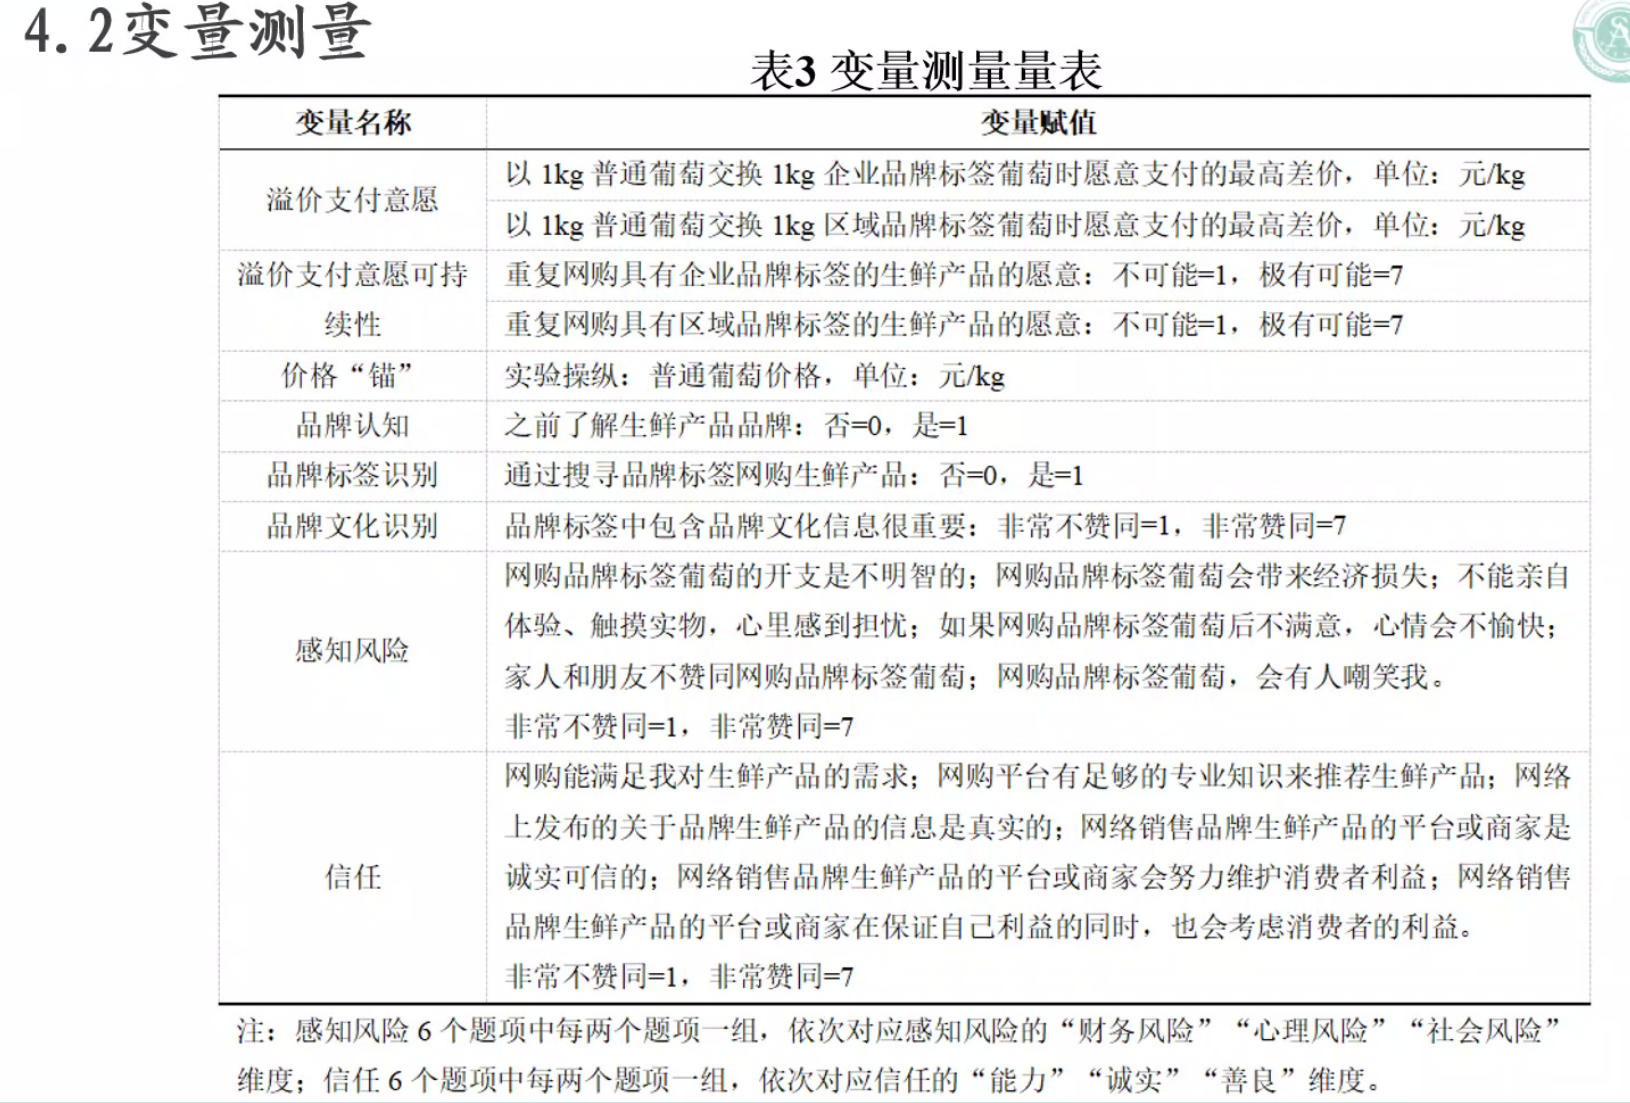 4.2变量测量
表3 变量测量量表
变量名称 变量赋值
溢价支付意愿
以 1kg 普通葡萄交换 1kg 企业品牌标签葡萄时愿意支付的最高差价，单位：元/kg
以 1kg 普通葡萄交换 1kg 区域品牌标签葡萄时愿意支付的最高差价，单位：元/kg
溢价支付意愿可持
续性
重复网购具有企业品牌标签的生鲜产品的愿意：不可能=1，极有可能=7
重复网购具有区域品牌标签的生鲜产品的愿意：不可能=1，极有可能=7
价格“锚” 实验操纵：普通葡萄价格，单位：元/kg
品牌认知 之前了解生鲜产品品牌：否=0，是=1
品牌标签识别 通过搜寻品牌标签网购生鲜产品：否=0，是=1
品牌文化识别 品牌标签中包含品牌文化信息很重要：非常不赞同=1，非常赞同=7
感知风险
网购品牌标签葡萄的开支是不明智的；网购品牌标签葡萄会带来经济损失；不能亲自
体验、触摸实物，心里感到担忧；如果网购品牌标签葡萄后不满意，心情会不愉快；
家人和朋友不赞同网购品牌标签葡萄；网购品牌标签葡萄，会有人嘲笑我。
非常不赞同=1，非常赞同=7
信任
网购能满足我对生鲜产品的需求；网购平台有足够的专业知识来推荐生鲜产品；网络
上发布的关于品牌生鲜产品的信息是真实的；网络销售品牌生鲜产品的平台或商家是
诚实可信的；网络销售品牌生鲜产品的平台或商家会努力维护消费者利益；网络销售
品牌生鲜产品的平台或商家在保证自己利益的同时，也会考虑消费者的利益。
非常不赞同=1，非常赞同=7
注：感知风险 6 个题项中每两个题项一组，依次对应感知风险的“财务风险”“心理风险”“社会风险”
维度；信任 6 个题项中每两个题项一组，依次对应信任的“能力”“诚实”“善良”维度。